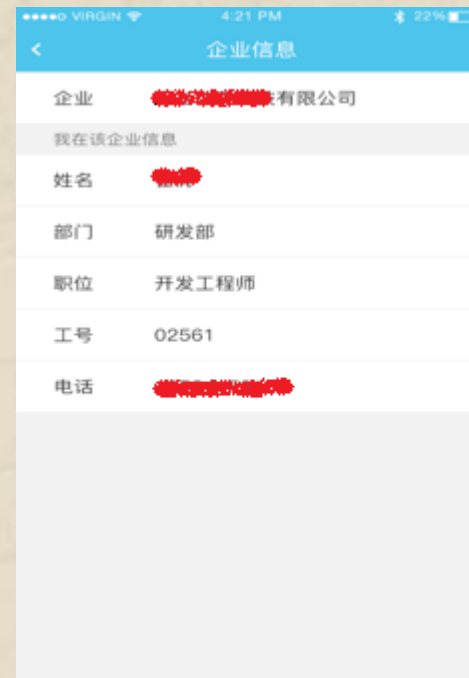 VIRGIN 4:21 PM 22%
企业信息
企业 有限公司
我在该企业信息
姓名
部门 研发部
职位 开发工程师
工号 02561
电话